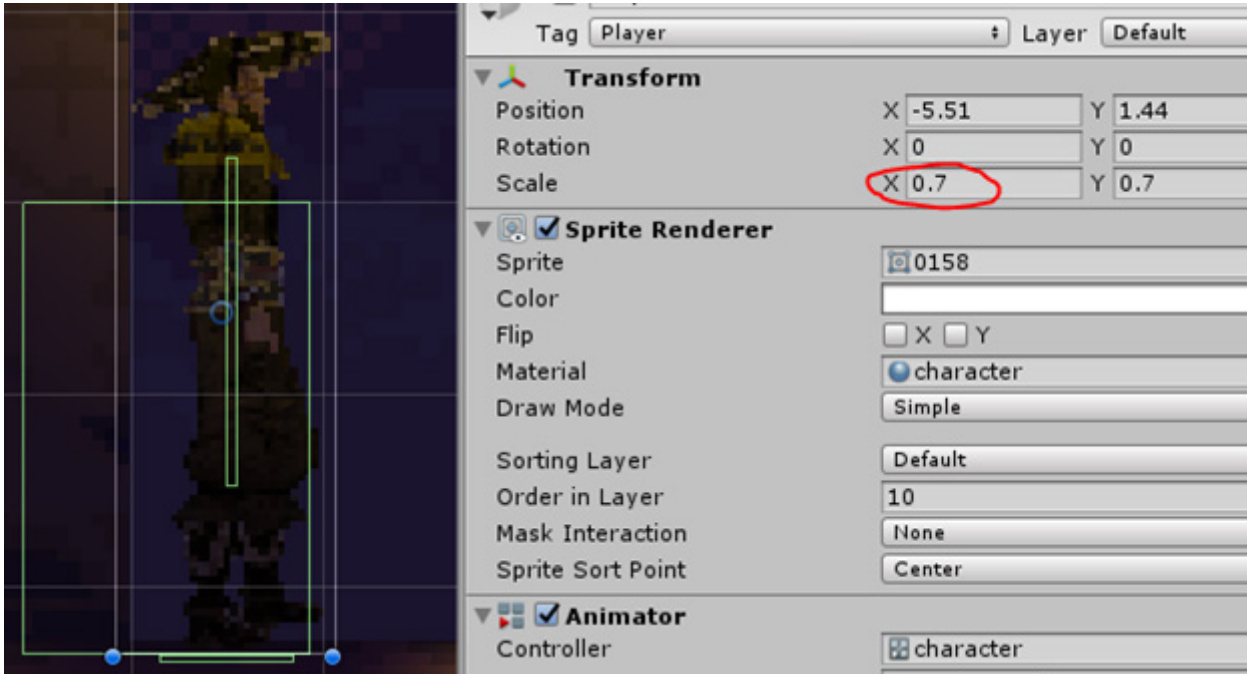 Tag Player Layer Default
Transform
Position X -5.51 Y 1.44
Rotation X 0 Y 0
Scale X 0.7 Y 0.7
Sprite Renderer
Sprite 0158
Color
Flip X Y
Material character
Draw Mode Simple
Sorting Layer Default
Order in Layer 10
Mask Interaction None
Sprite Sort Point Center
Animator
Controller character